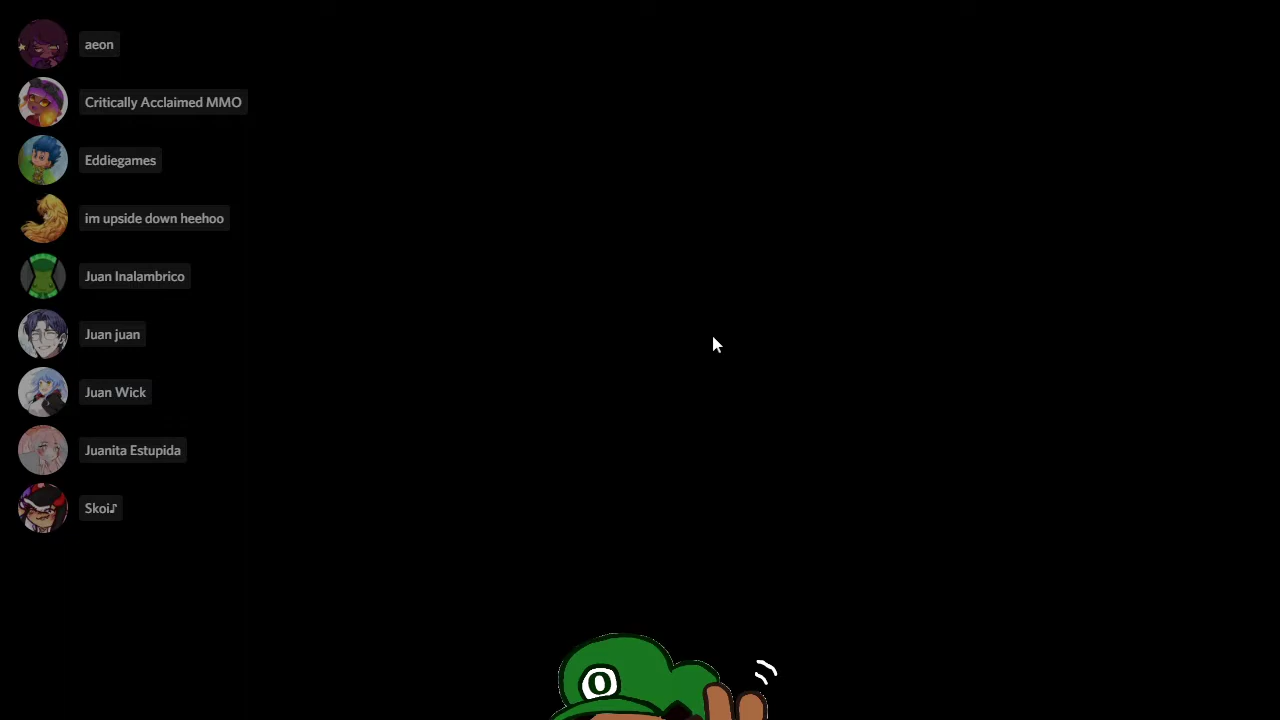 aeon
Critically Acclaimed MMO
Eddiegames
im upside down heehoo
Juan Inalambrico
Juan juan
Juan Wick
Juanita Estupida
Skoi♪
O